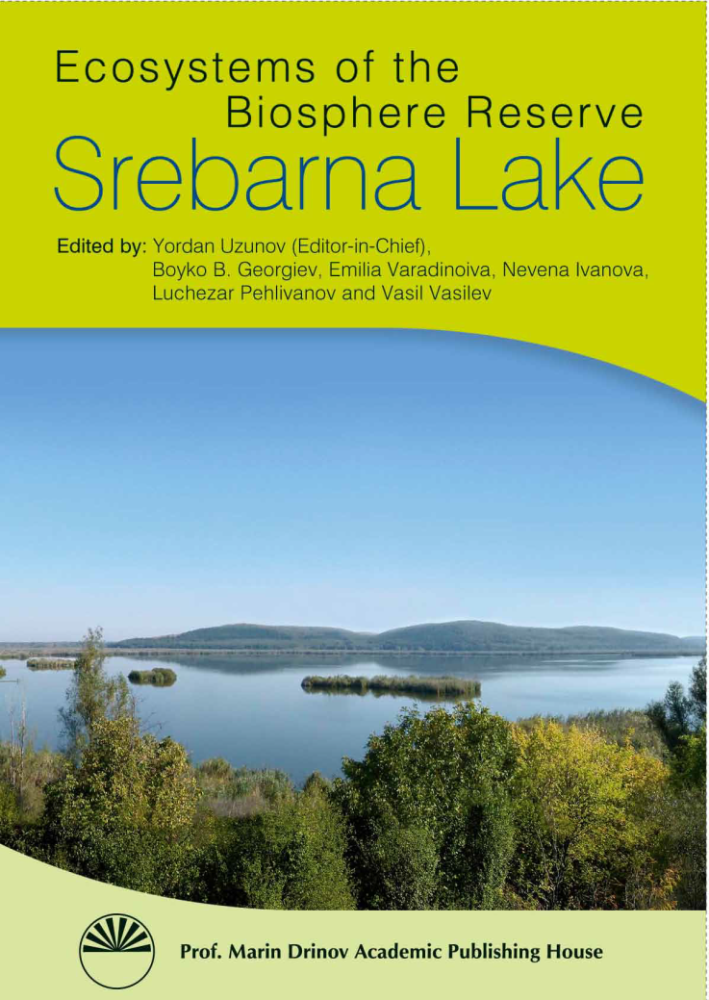 Ecosystems of the
Biosphere Reserve
Srebarna Lake
Edited by: Yordan Uzunov (Editor-in-Chief),
Boyko B. Georgiev, Emilia Varadinoiva, Nevena Ivanova,
Luchezar Pehlivanov and Vasil Vasilev
Prof. Marin Drinov Academic Publishing House